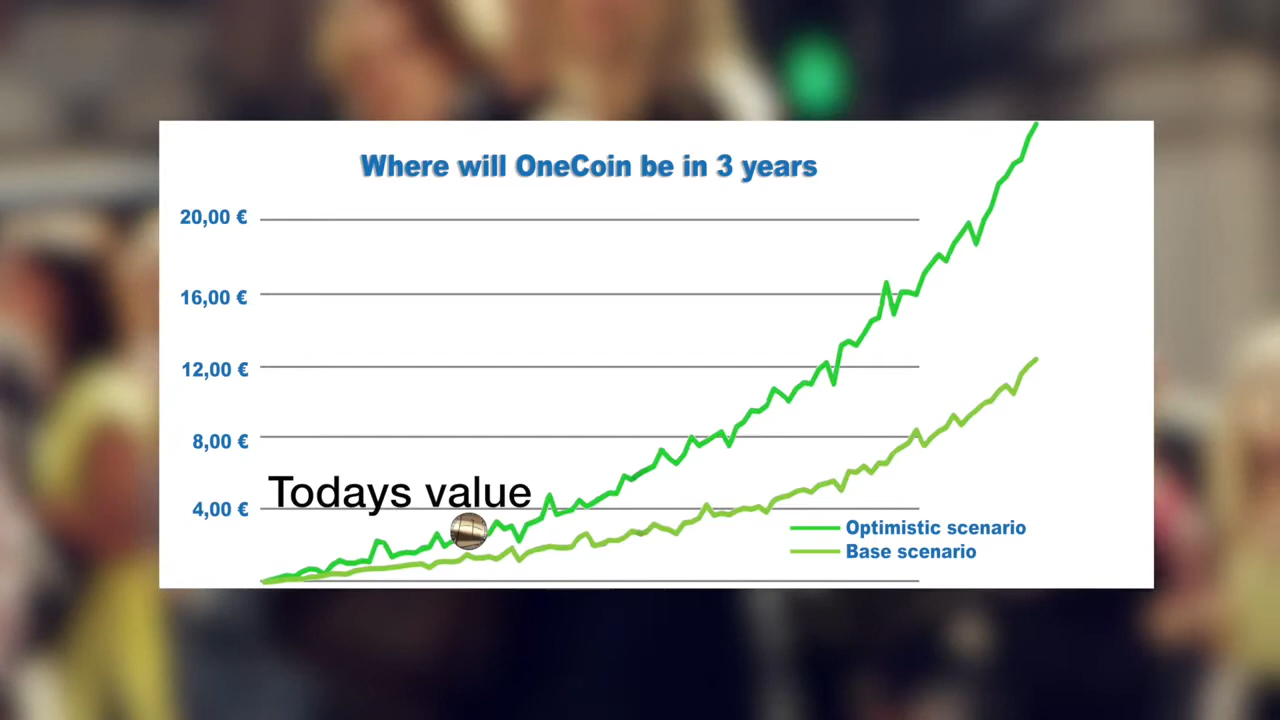 Where will OneCoin be in 3 years
20,00 €
16,00 €
12,00 €
8,00 €
Todays value
4,00 €
Optimistic scenario
Base scenario